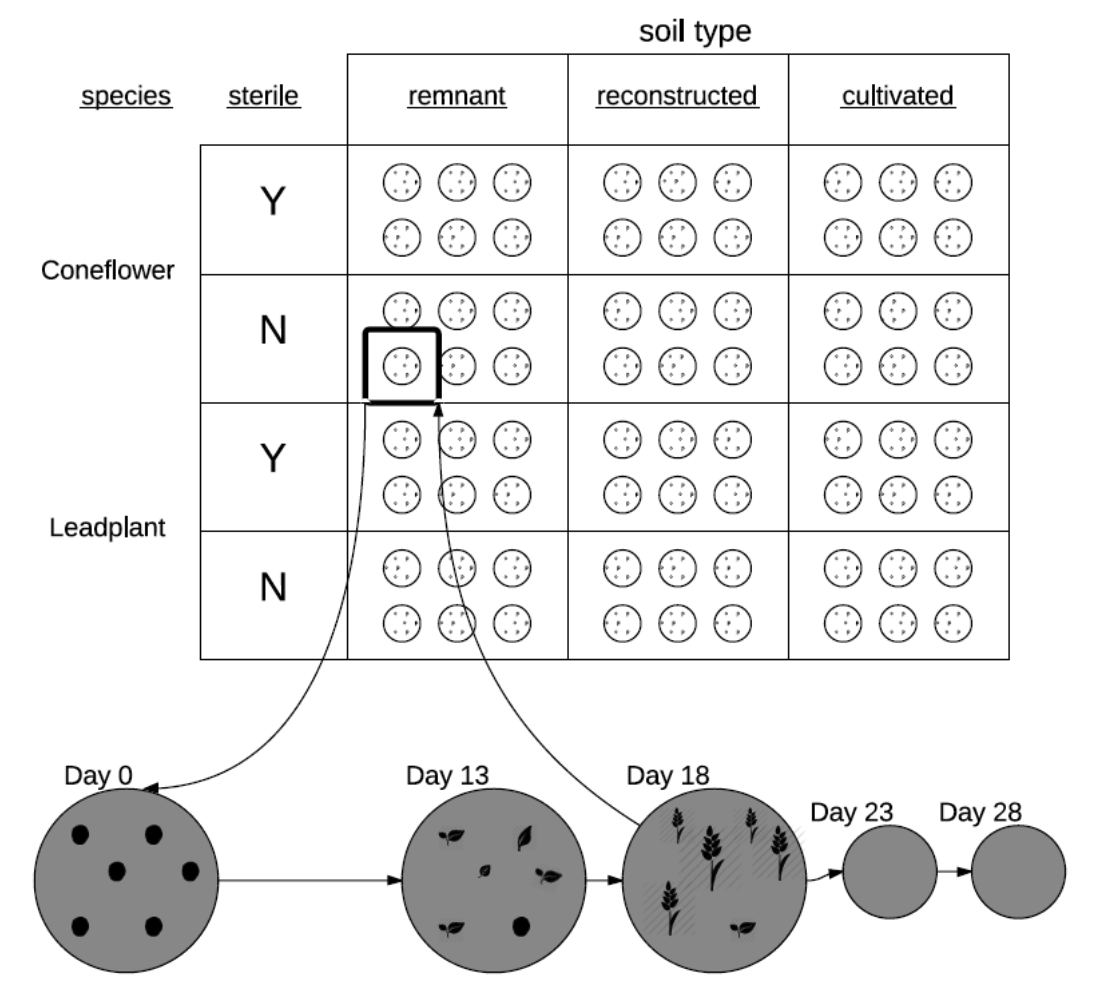 soil type
species sterile remnant reconstructed cultivated
Y
Coneflower
N
Y
Leadplant
N
Day 0 Day 13 Day 18
Day 23 Day 28